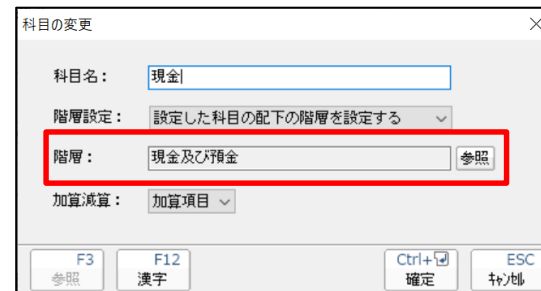 科目の変更
科目名： 現金
階層設定： 設定した科目の配下の階層を設定する
階層： 現金及び預金 参照
加算減算： 加算項目
F3 F12 Ctrl+ ESC
参照 漢字 確定 ｷｬﾝｾﾙ